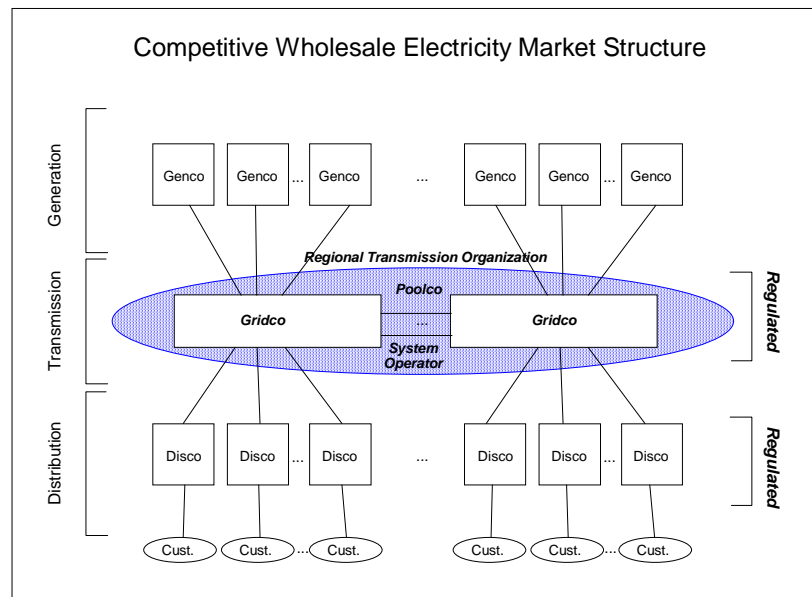 Competitive Wholesale Electricity Market Structure
Generation
Genco Genco ... Genco ... Genco Genco ... Genco
Regional Transmission Organization
Transmission
Poolco
Gridco ... Gridco
System
Operator
Regulated
Distribution
Disco Disco ... Disco ... Disco Disco ... Disco
Regulated
Cust. Cust. ... Cust. Cust. Cust. ... Cust.